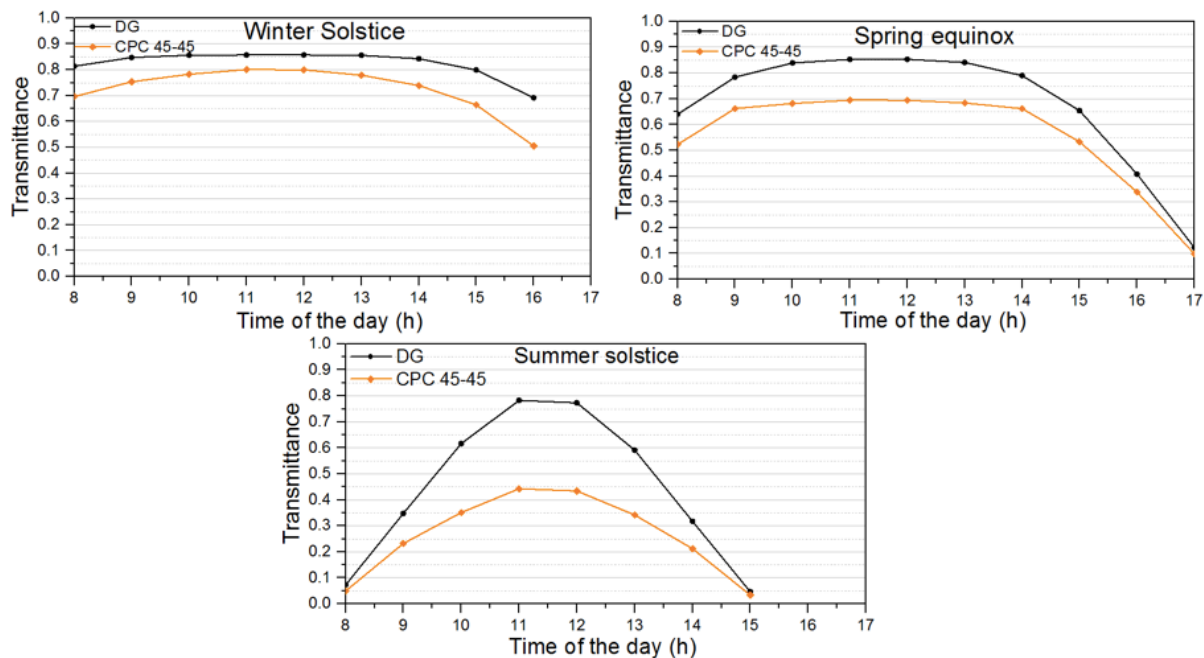 Winter Solstice
DG
CPC 45-45
Transmittance
1.0
0.9
0.8
0.7
0.6
0.5
0.4
0.3
0.2
0.1
0.0
8 9 10 11 12 13 14 15 16 17
Time of the day (h)
Spring equinox
DG
CPC 45-45
Transmittance
1.0
0.9
0.8
0.7
0.6
0.5
0.4
0.3
0.2
0.1
0.0
8 9 10 11 12 13 14 15 16 17
Time of the day (h)
Summer solstice
DG
CPC 45-45
Transmittance
1.0
0.9
0.8
0.7
0.6
0.5
0.4
0.3
0.2
0.1
0.0
8 9 10 11 12 13 14 15 16 17
Time of the day (h)